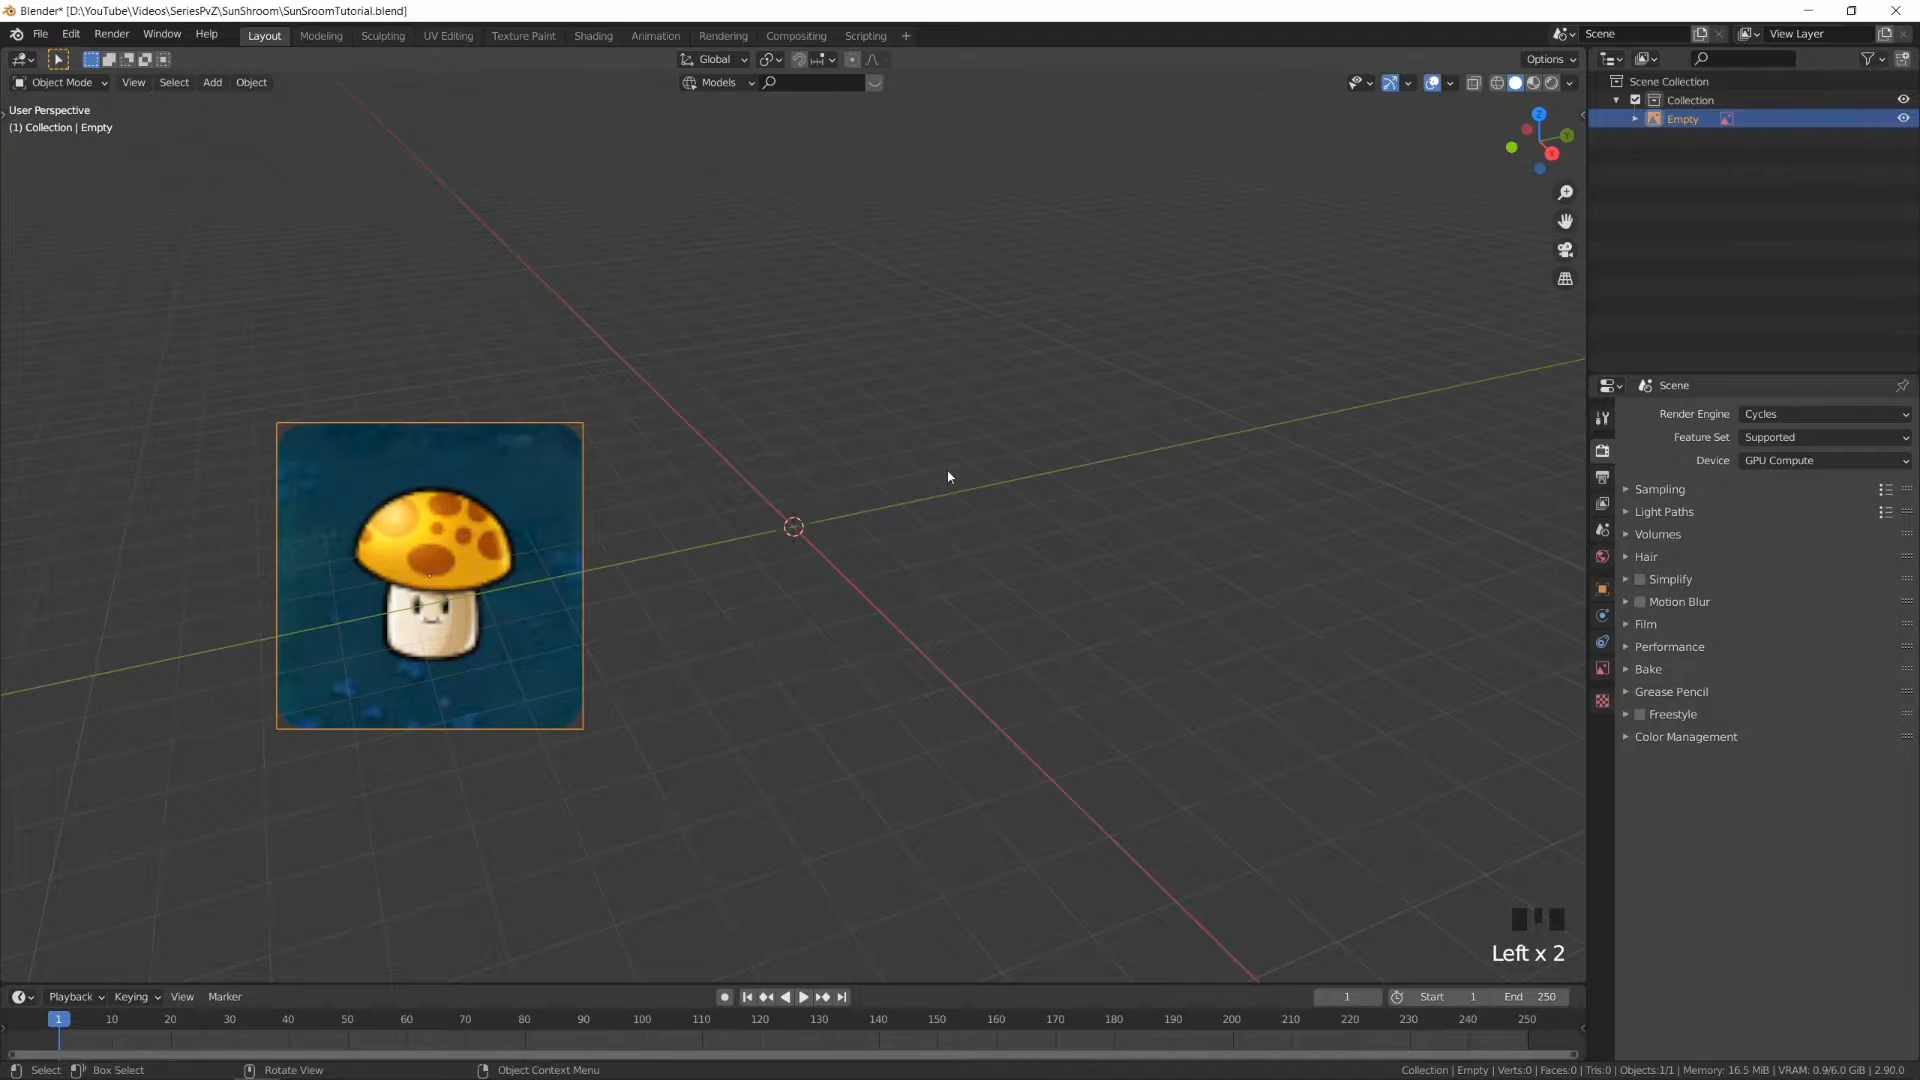 Blender* [D:\YouTube\Videos\SeriesPvZ\SunShroom\SunSroomTutorial.blend]
File Edit Render Window Help Layout Modeling Sculpting UV Editing Texture Paint Shading Animation Rendering Compositing Scripting + Scene View Layer
Global Options
Object Mode View Select Add Object Models
User Perspective
(1) Collection | Empty
Z
Y
X
Scene Collection
Collection
Empty
Scene
Render Engine Cycles
Feature Set Supported
Device GPU Compute
Sampling
Light Paths
Volumes
Hair
Simplify
Motion Blur
Film
Performance
Bake
Grease Pencil
Freestyle
Color Management
Left x 2
Playback Keying View Marker 1 Start 1 End 250
1 10 20 30 40 50 60 70 80 90 100 110 120 130 140 150 160 170 180 190 200 210 220 230 240 250
Select Box Select Rotate View Object Context Menu Collection | Empty | Verts:0 | Faces:0 | Tris:0 | Objects:1/1 | Memory: 16.5 MiB | VRAM: 0.9/6.0 GiB | 2.90.0